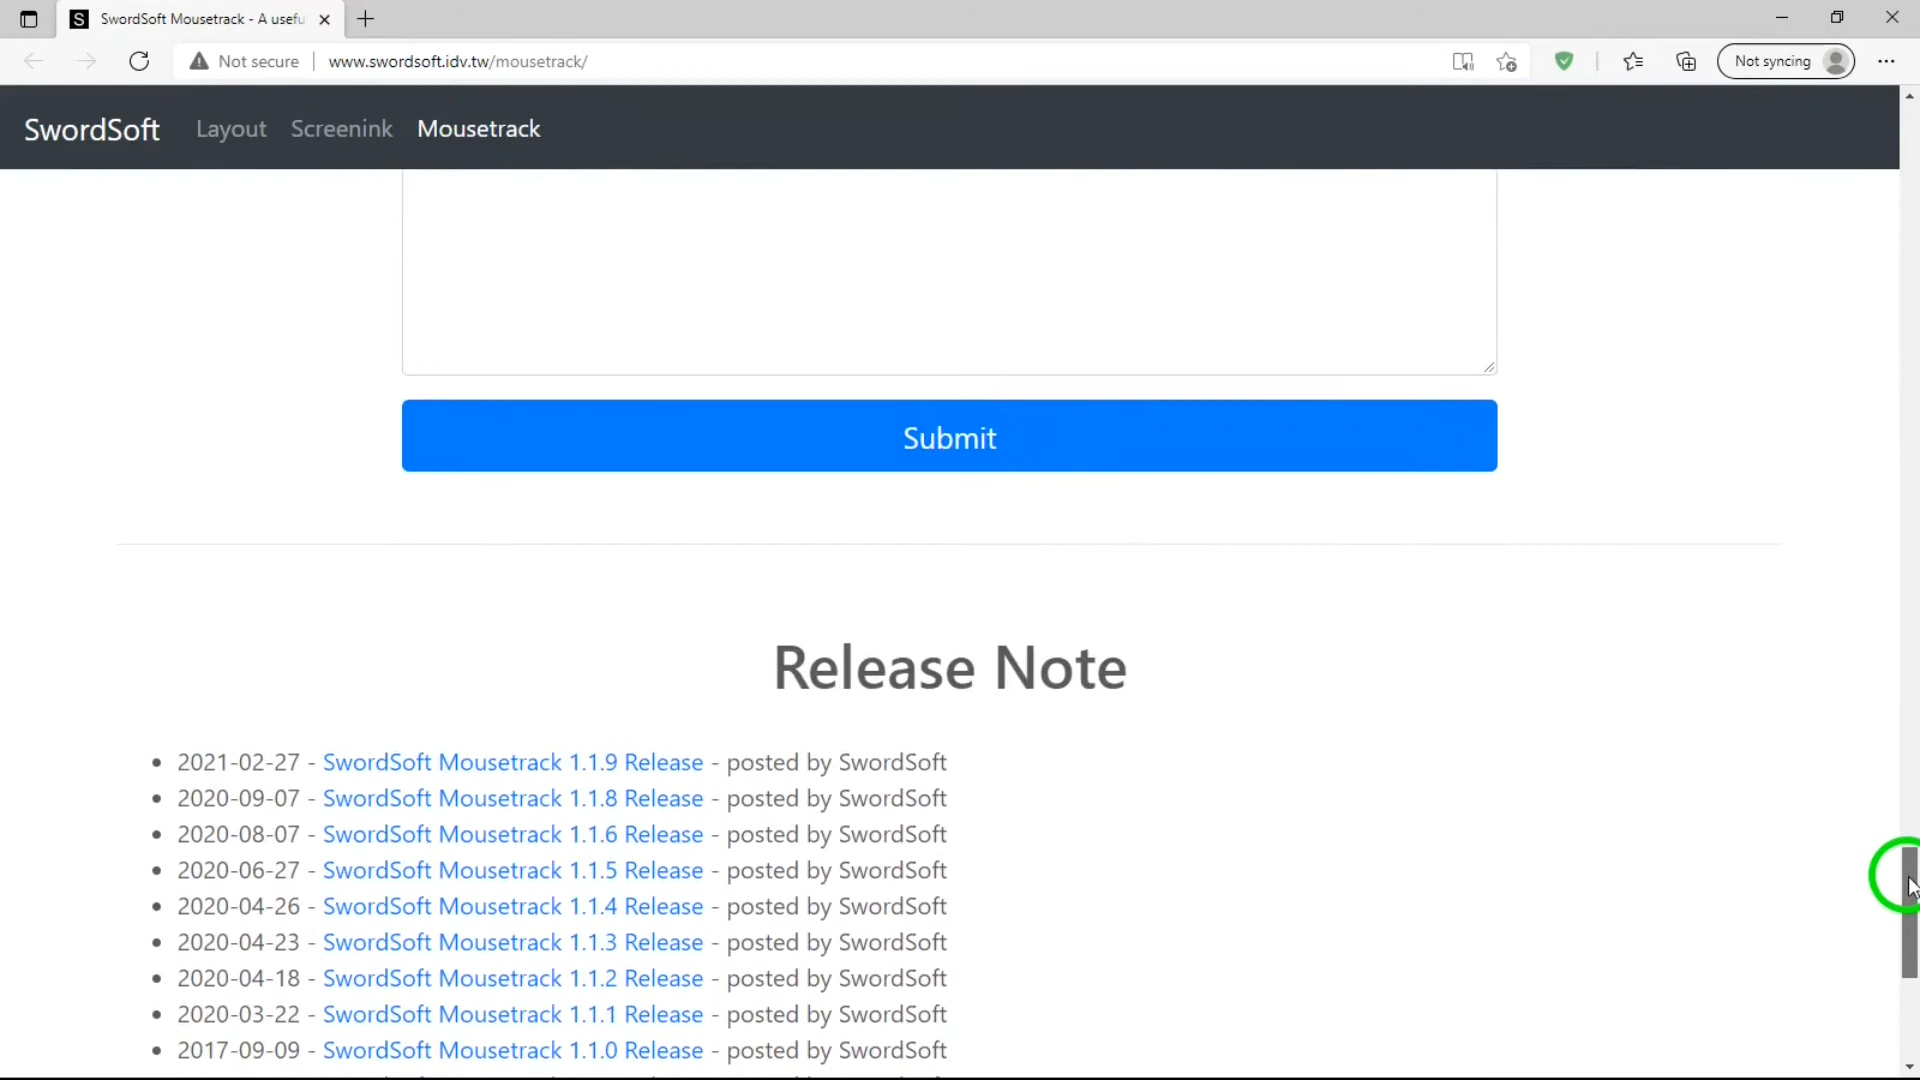 SwordSoft Mousetrack - A usefu
Not secure
www.swordsoft.idv.tw/mousetrack/
Not syncing
SwordSoft Layout Screenink Mousetrack
Submit
Release Note
2021-02-27 - SwordSoft Mousetrack 1.1.9 Release - posted by SwordSoft
2020-09-07 - SwordSoft Mousetrack 1.1.8 Release - posted by SwordSoft
2020-08-07 - SwordSoft Mousetrack 1.1.6 Release - posted by SwordSoft
2020-06-27 - SwordSoft Mousetrack 1.1.5 Release - posted by SwordSoft
2020-04-26 - SwordSoft Mousetrack 1.1.4 Release - posted by SwordSoft
2020-04-23 - SwordSoft Mousetrack 1.1.3 Release - posted by SwordSoft
2020-04-18 - SwordSoft Mousetrack 1.1.2 Release - posted by SwordSoft
2020-03-22 - SwordSoft Mousetrack 1.1.1 Release - posted by SwordSoft
2017-09-09 - SwordSoft Mousetrack 1.1.0 Release - posted by SwordSoft